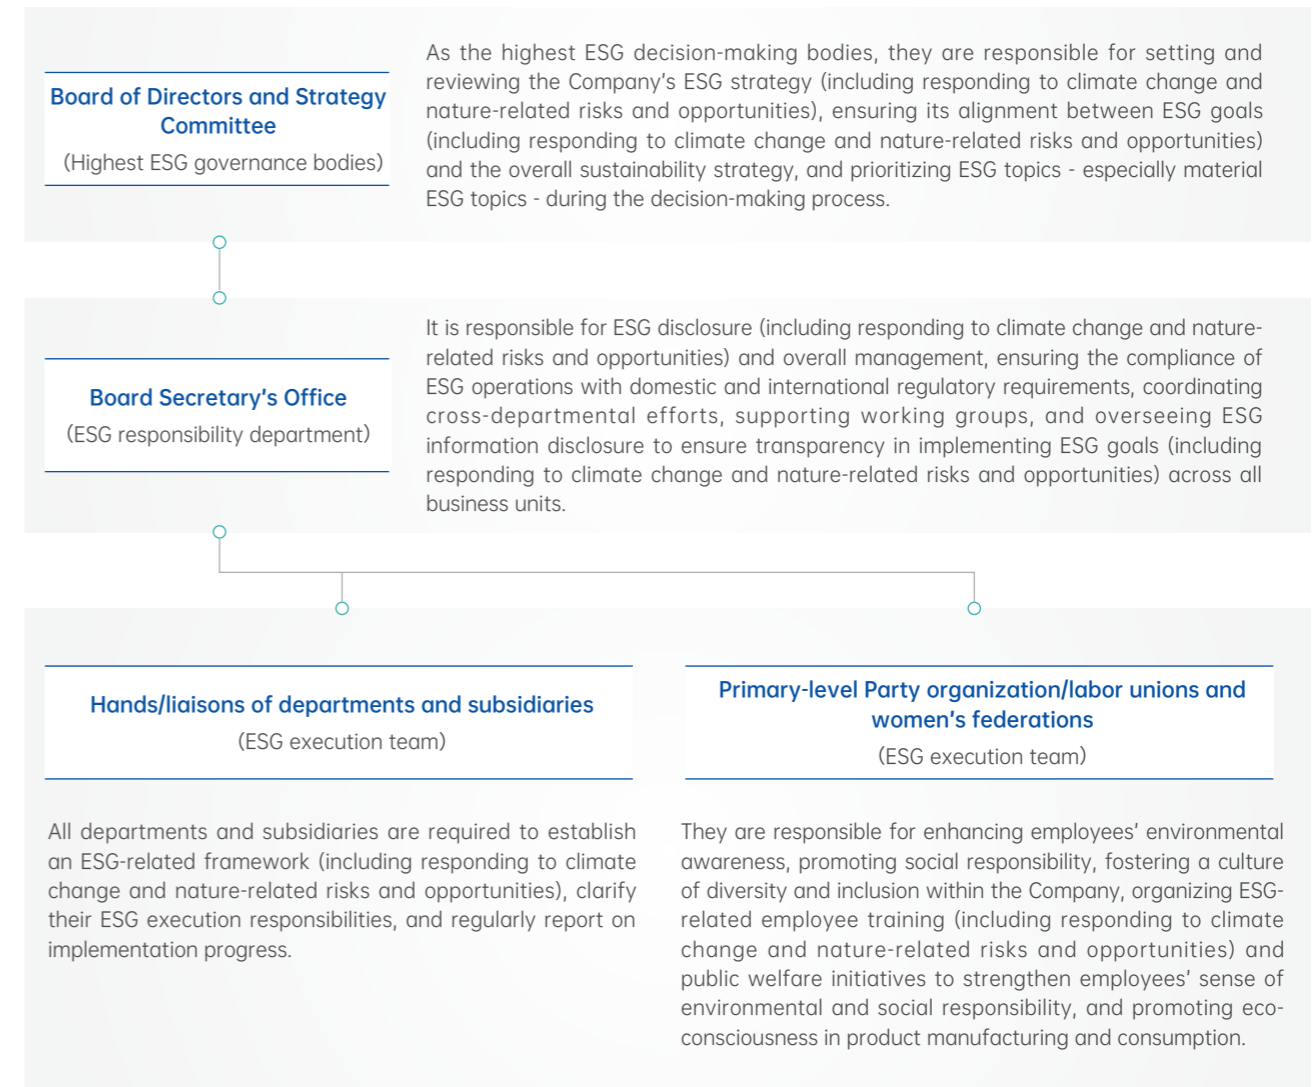 Board of Directors and Strategy
Committee
(Highest ESG governance bodies)
As the highest ESG decision-making bodies, they are responsible for setting and
reviewing the Company's ESG strategy (including responding to climate change and
nature-related risks and opportunities), ensuring its alignment between ESG goals
(including responding to climate change and nature-related risks and opportunities)
and the overall sustainability strategy, and prioritizing ESG topics - especially material
ESG topics - during the decision-making process.
Board Secretary's Office
(ESG responsibility department)
It is responsible for ESG disclosure (including responding to climate change and nature-
related risks and opportunities) and overall management, ensuring the compliance of
ESG operations with domestic and international regulatory requirements, coordinating
cross-departmental efforts, supporting working groups, and overseeing ESG
information disclosure to ensure transparency in implementing ESG goals (including
responding to climate change and nature-related risks and opportunities) across all
business units.
Hands/liaisons of departments and subsidiaries
(ESG execution team)
All departments and subsidiaries are required to establish
an ESG-related framework (including responding to climate
change and nature-related risks and opportunities), clarify
their ESG execution responsibilities, and regularly report on
implementation progress.
Primary-level Party organization/labor unions and
women's federations
(ESG execution team)
They are responsible for enhancing employees' environmental
awareness, promoting social responsibility, fostering a culture
of diversity and inclusion within the Company, organizing ESG-
related employee training (including responding to climate
change and nature-related risks and opportunities) and
public welfare initiatives to strengthen employees' sense of
environmental and social responsibility, and promoting eco-
consciousness in product manufacturing and consumption.